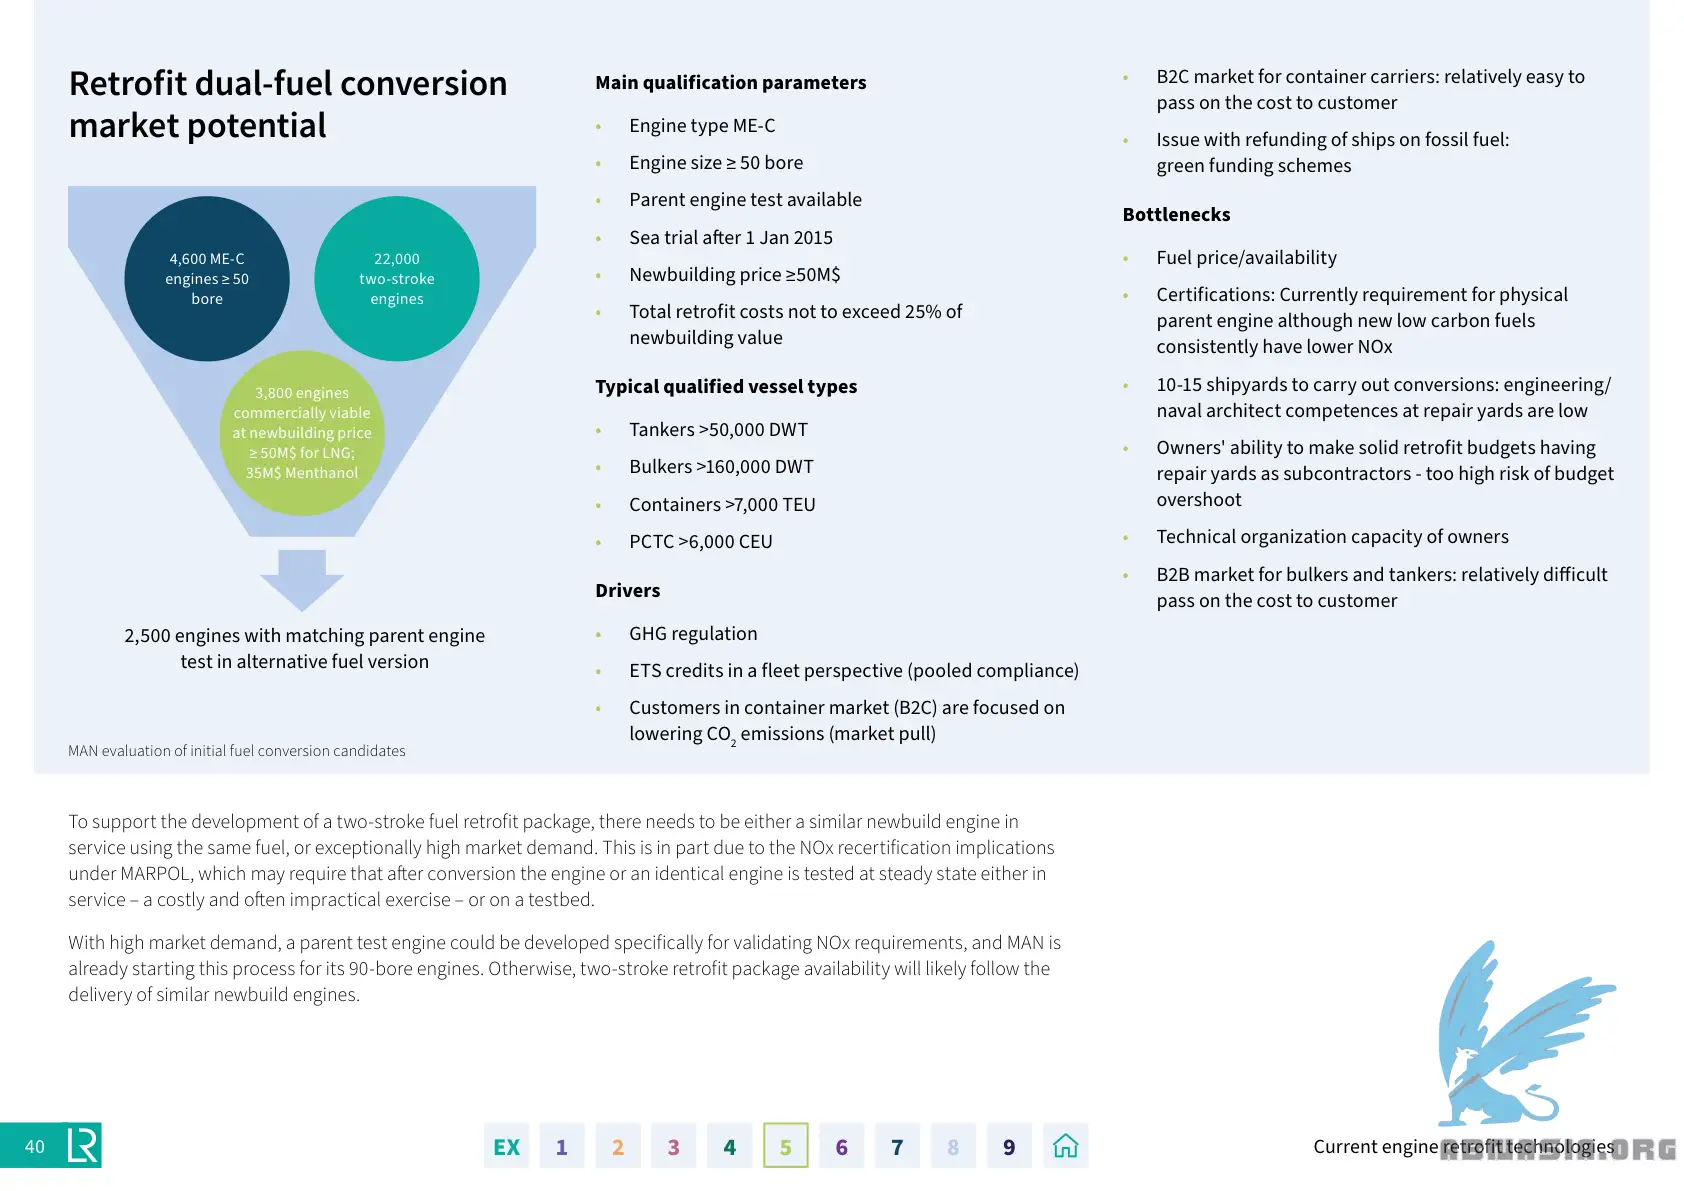 Retrofit dual-fuel conversion
market potential
4,600 ME-C
engines ≥ 50
bore
22,000
two-stroke
engines
3,800 engines
commercially viable
at newbuilding price
≥ 50M$ for LNG;
35M$ Menthanol
2,500 engines with matching parent engine
test in alternative fuel version
MAN evaluation of initial fuel conversion candidates
Main qualification parameters
• Engine type ME-C
• Engine size ≥ 50 bore
• Parent engine test available
• Sea trial after 1 Jan 2015
• Newbuilding price ≥50M$
• Total retrofit costs not to exceed 25% of
newbuilding value
Typical qualified vessel types
• Tankers >50,000 DWT
• Bulkers >160,000 DWT
• Containers >7,000 TEU
• PCTC >6,000 CEU
Drivers
• GHG regulation
• ETS credits in a fleet perspective (pooled compliance)
• Customers in container market (B2C) are focused on
lowering CO2 emissions (market pull)
• B2C market for container carriers: relatively easy to
pass on the cost to customer
• Issue with refunding of ships on fossil fuel:
green funding schemes
Bottlenecks
• Fuel price/availability
• Certifications: Currently requirement for physical
parent engine although new low carbon fuels
consistently have lower NOx
• 10-15 shipyards to carry out conversions: engineering/
naval architect competences at repair yards are low
• Owners' ability to make solid retrofit budgets having
repair yards as subcontractors - too high risk of budget
overshoot
• Technical organization capacity of owners
• B2B market for bulkers and tankers: relatively difficult
pass on the cost to customer
To support the development of a two-stroke fuel retrofit package, there needs to be either a similar newbuild engine in
service using the same fuel, or exceptionally high market demand. This is in part due to the NOx recertification implications
under MARPOL, which may require that after conversion the engine or an identical engine is tested at steady state either in
service – a costly and often impractical exercise – or on a testbed.
With high market demand, a parent test engine could be developed specifically for validating NOx requirements, and MAN is
already starting this process for its 90-bore engines. Otherwise, two-stroke retrofit package availability will likely follow the
delivery of similar newbuild engines.
40 LR
EX 1 2 3 4 5 6 7 8 9
Current engine retrofit technologies
ABILASIA.ORG